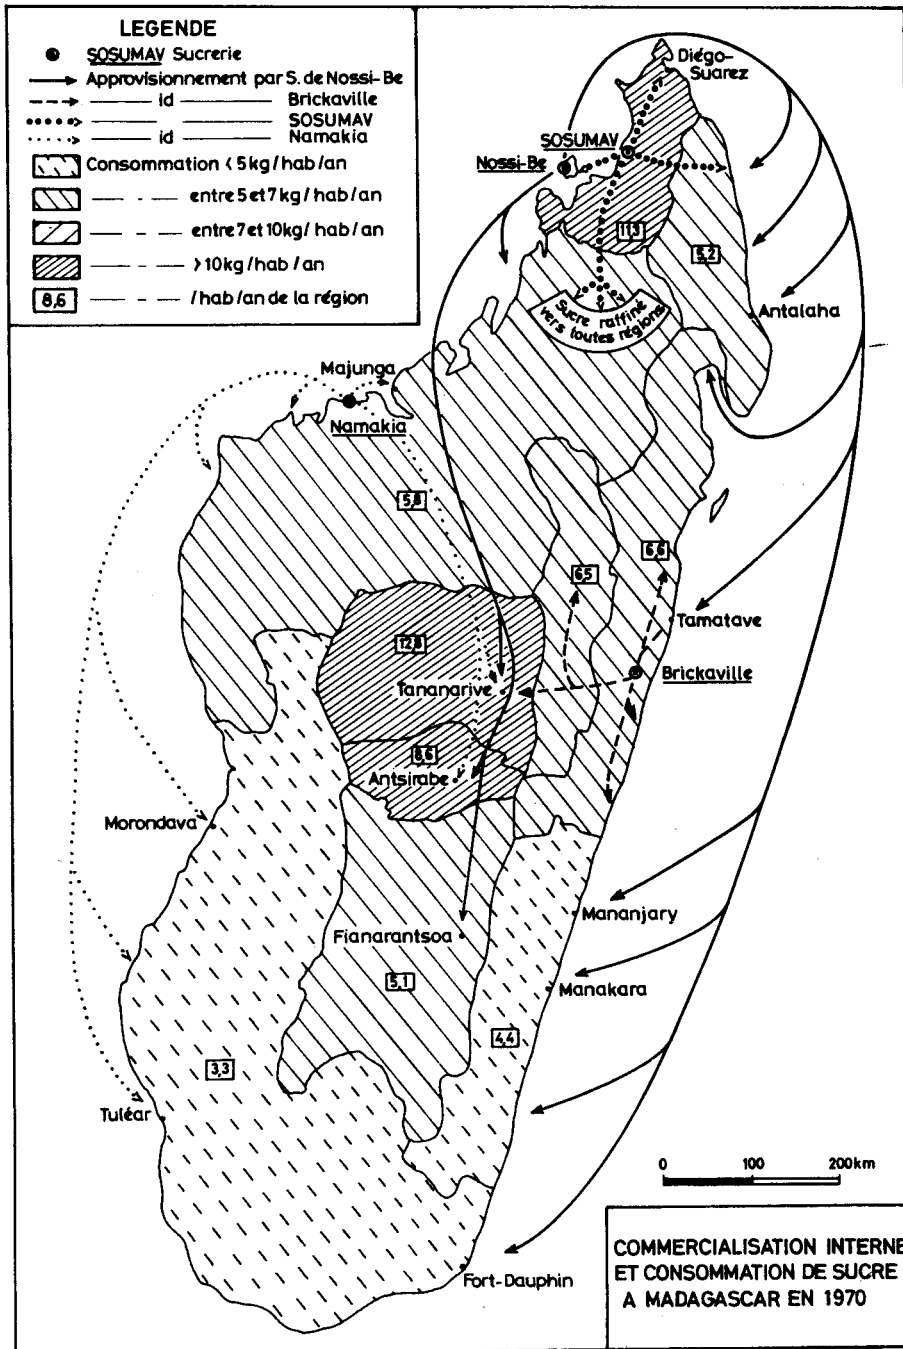 LEGENDE
SOSUMAV Sucrerie
Approvisionnement par S. de Nossi-Be
id Brickaville
SOSUMAV
id Namakia
Consommation < 5kg/hab/an
entre 5 et 7 kg/hab/an
entre 7 et 10kg/hab/an
> 10kg/hab/an
8,6 /hab/an de la région
Diégo-Suarez
SOSUMAV
Nossi-Be
11,3
5,2
Sucre raffiné
vers toutes régions
Antalaha
Majunga
Namakia
5,8
6,6
6,5
Tamatave
12,8
Brickaville
Tananarive
8,6
Antsirabe
Morondava
Mananjary
Fianarantsoa
5,1
Manakara
4,4
3,3
Tuléar
0 100 200km
Fort-Dauphin
COMMERCIALISATION INTERNE
ET CONSOMMATION DE SUCRE
A MADAGASCAR EN 1970